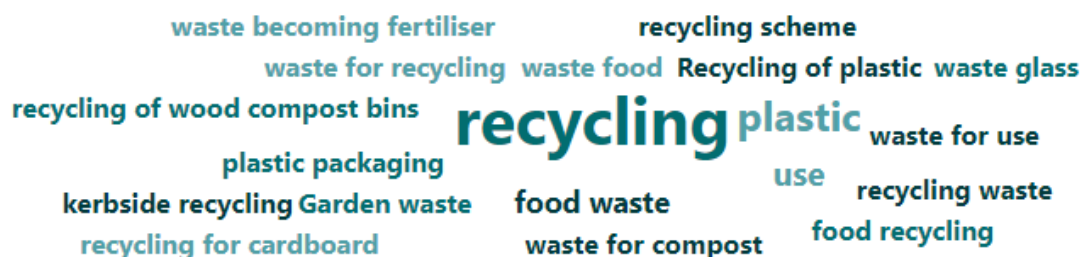 waste becoming fertiliser recycling scheme
waste for recycling waste food Recycling of plastic waste glass
recycling of wood compost bins recycling plastic waste for use
plastic packaging use
kerbside recycling Garden waste food waste recycling waste
recycling for cardboard waste for compost food recycling